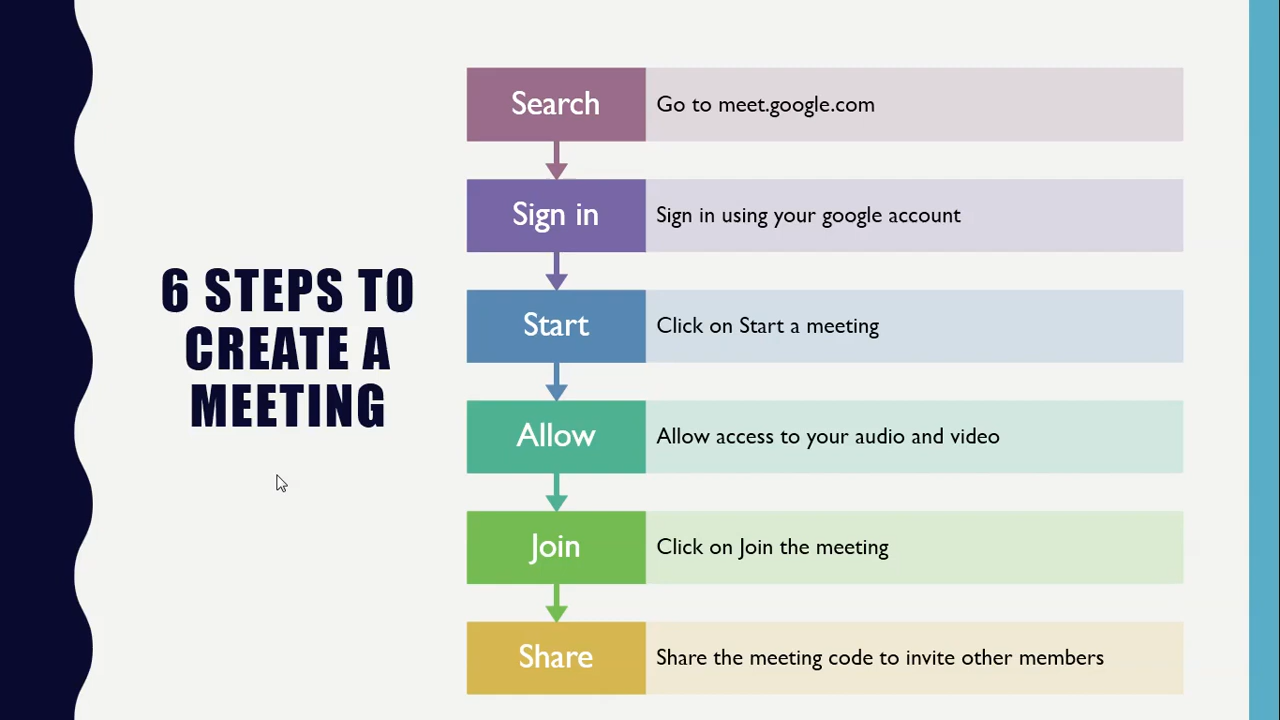 6 STEPS TO
CREATE A
MEETING
Search
Go to meet.google.com
Sign in
Sign in using your google account
Start
Click on Start a meeting
Allow
Allow access to your audio and video
Join
Click on Join the meeting
Share
Share the meeting code to invite other members